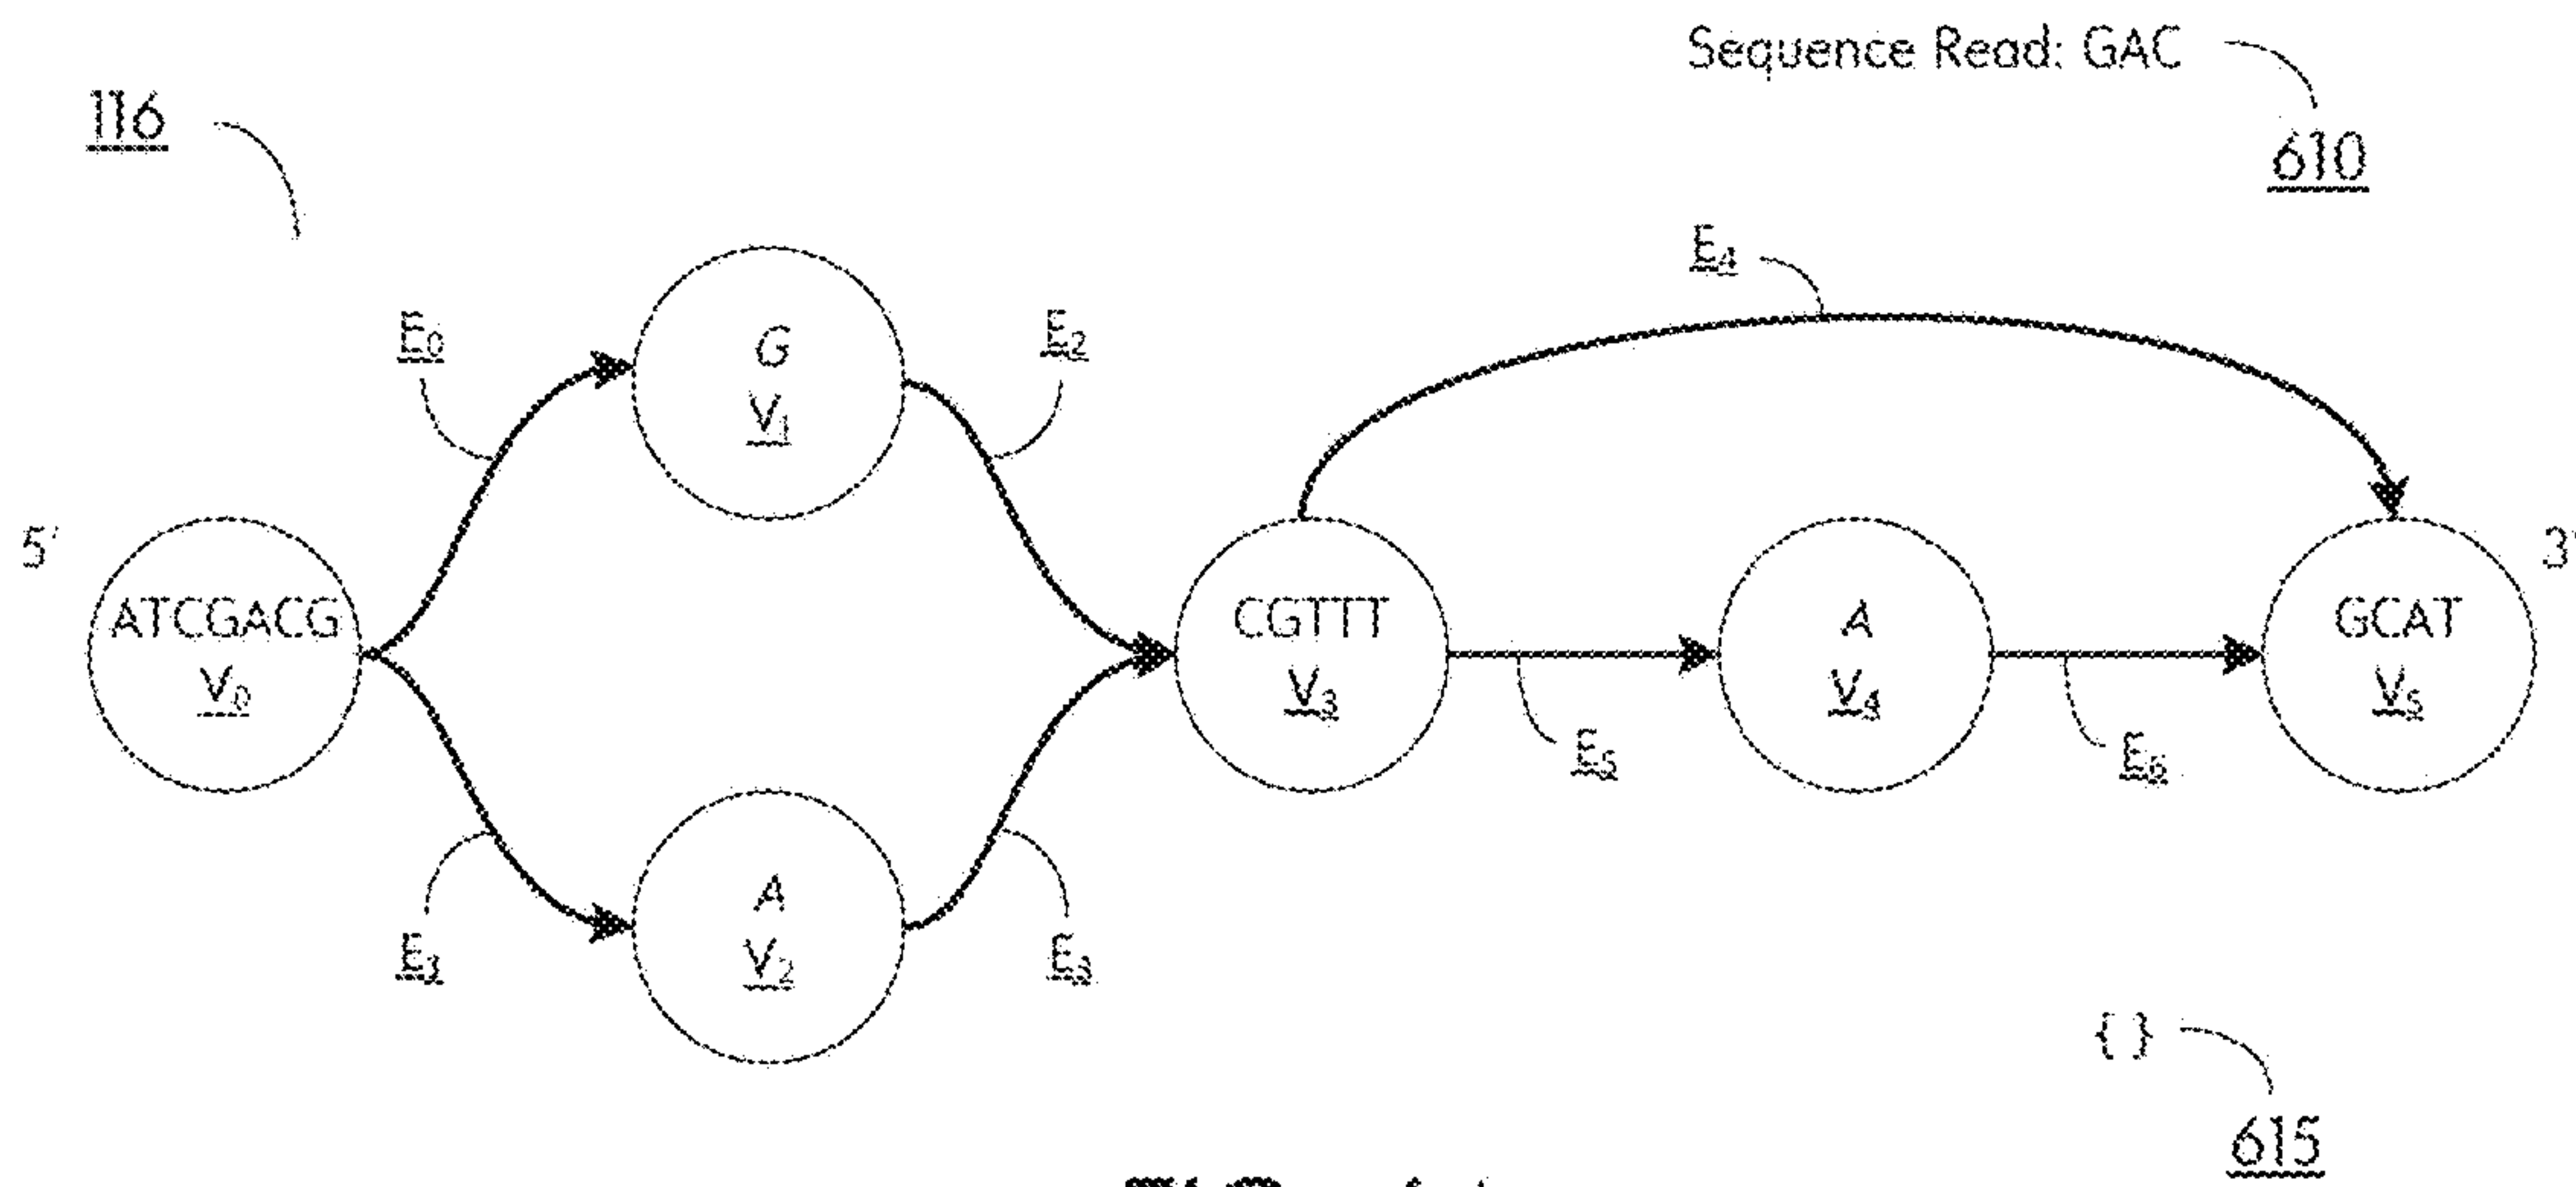 Sequence Read: GAC
116
610
E4
E0
G
V1
E2
5'
3'
ATCGACG
V0
CGTTT
V3
A
V4
GCAT
V5
E5
E6
A
V2
E1
E3
{ }
615